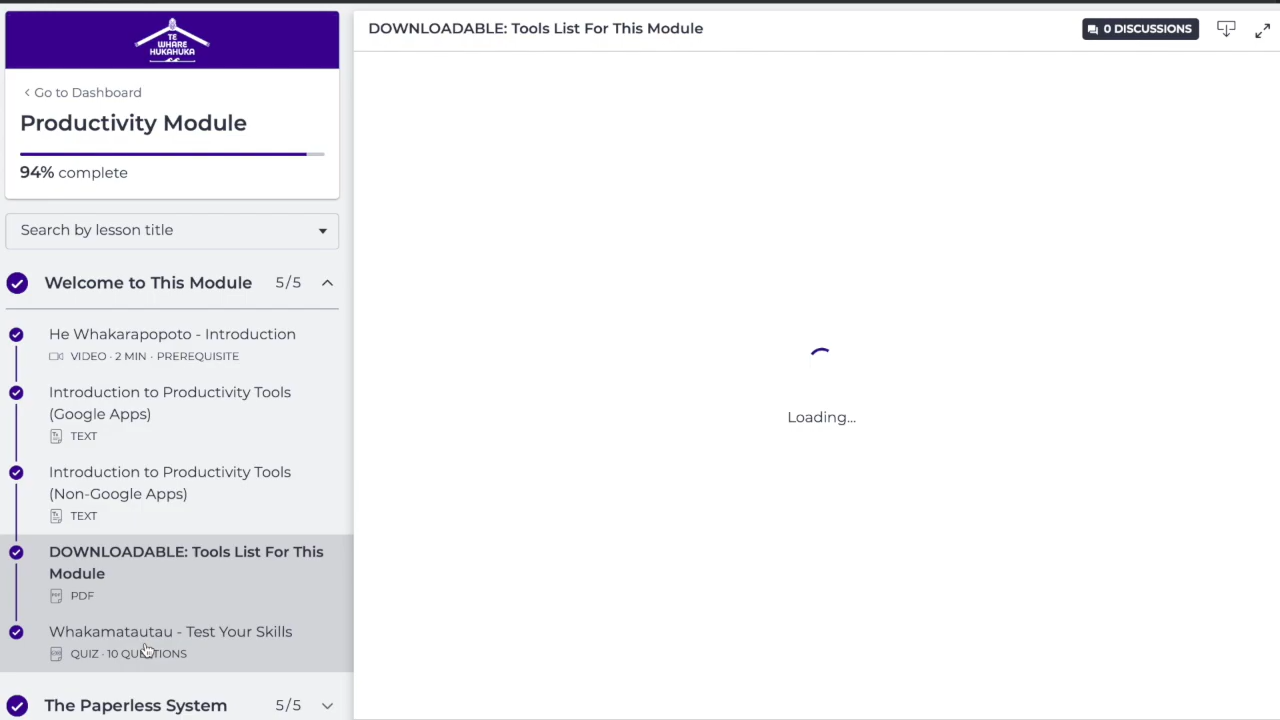 TE
WHARE
HUKAHUKA
Go to Dashboard
Productivity Module
94% complete
Search by lesson title
Welcome to This Module 5/5
He Whakarapopoto - Introduction
VIDEO · 2 MIN · PREREQUISITE
Introduction to Productivity Tools
(Google Apps)
TEXT
Introduction to Productivity Tools
(Non-Google Apps)
TEXT
DOWNLOADABLE: Tools List For This
Module
PDF
Whakamatautau - Test Your Skills
QUIZ · 10 QUESTIONS
The Paperless System 5/5
DOWNLOADABLE: Tools List For This Module
0 DISCUSSIONS
Loading...